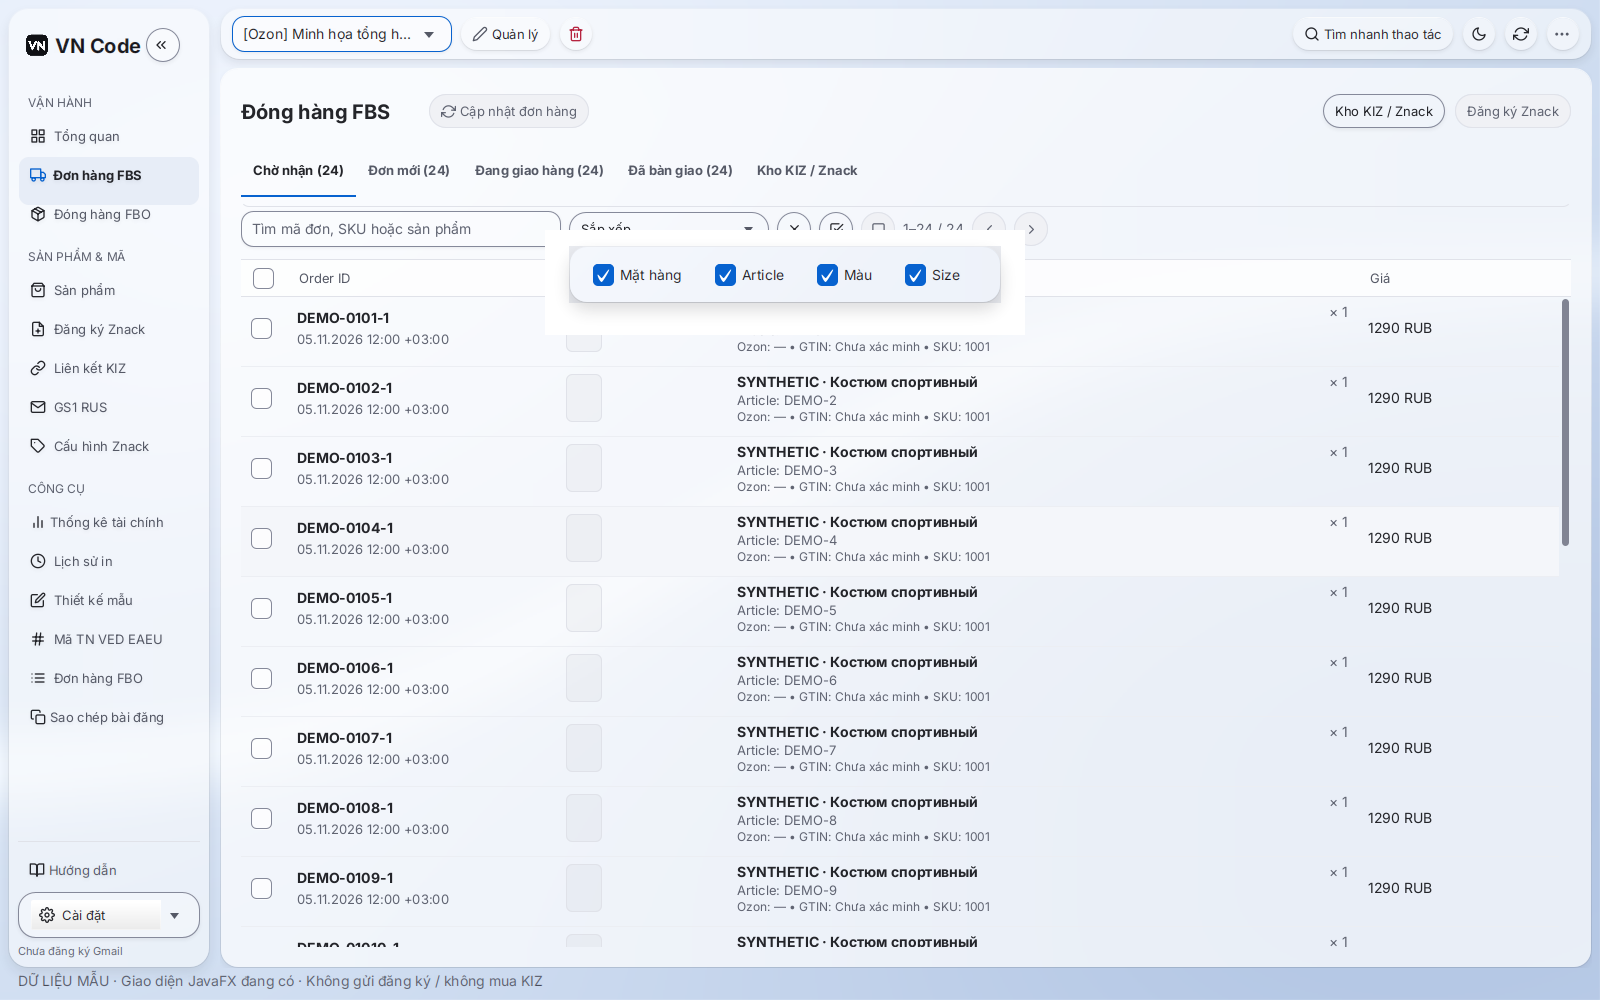 VN Code
[Ozon] Minh họa tổng h...
Quản lý
Tìm nhanh thao tác
VẬN HÀNH
Tổng quan
Đơn hàng FBS
Đóng hàng FBO
SẢN PHẨM & MÃ
Sản phẩm
Đăng ký Znack
Liên kết KIZ
GS1 RUS
Cấu hình Znack
CÔNG CỤ
Thống kê tài chính
Lịch sử in
Thiết kế mẫu
Mã TN VED EAEU
Đơn hàng FBO
Sao chép bài đăng
Hướng dẫn
Cài đặt
Chưa đăng ký Gmail
Đóng hàng FBS
Cập nhật đơn hàng
Kho KIZ / Znack
Đăng ký Znack
Chờ nhận (24)
Đơn mới (24)
Đang giao hàng (24)
Đã bàn giao (24)
Kho KIZ / Znack
Tìm mã đơn, SKU hoặc sản phẩm
Sắp xếp
1–24 / 24
Mặt hàng
Article
Màu
Size
Order ID
Giá
DEMO-0101-1
05.11.2026 12:00 +03:00
Ozon: — • GTIN: Chưa xác minh • SKU: 1001
× 1
1290 RUB
DEMO-0102-1
05.11.2026 12:00 +03:00
SYNTHETIC · Костюм спортивный
Article: DEMO-2
Ozon: — • GTIN: Chưa xác minh • SKU: 1001
× 1
1290 RUB
DEMO-0103-1
05.11.2026 12:00 +03:00
SYNTHETIC · Костюм спортивный
Article: DEMO-3
Ozon: — • GTIN: Chưa xác minh • SKU: 1001
× 1
1290 RUB
DEMO-0104-1
05.11.2026 12:00 +03:00
SYNTHETIC · Костюм спортивный
Article: DEMO-4
Ozon: — • GTIN: Chưa xác minh • SKU: 1001
× 1
1290 RUB
DEMO-0105-1
05.11.2026 12:00 +03:00
SYNTHETIC · Костюм спортивный
Article: DEMO-5
Ozon: — • GTIN: Chưa xác minh • SKU: 1001
× 1
1290 RUB
DEMO-0106-1
05.11.2026 12:00 +03:00
SYNTHETIC · Костюм спортивный
Article: DEMO-6
Ozon: — • GTIN: Chưa xác minh • SKU: 1001
× 1
1290 RUB
DEMO-0107-1
05.11.2026 12:00 +03:00
SYNTHETIC · Костюм спортивный
Article: DEMO-7
Ozon: — • GTIN: Chưa xác minh • SKU: 1001
× 1
1290 RUB
DEMO-0108-1
05.11.2026 12:00 +03:00
SYNTHETIC · Костюм спортивный
Article: DEMO-8
Ozon: — • GTIN: Chưa xác minh • SKU: 1001
× 1
1290 RUB
DEMO-0109-1
05.11.2026 12:00 +03:00
SYNTHETIC · Костюм спортивный
Article: DEMO-9
Ozon: — • GTIN: Chưa xác minh • SKU: 1001
× 1
1290 RUB
DEMO-01010-1
SYNTHETIC · Костюм спортивный
× 1
DỮ LIỆU MẪU · Giao diện JavaFX đang có · Không gửi đăng ký / không mua KIZ